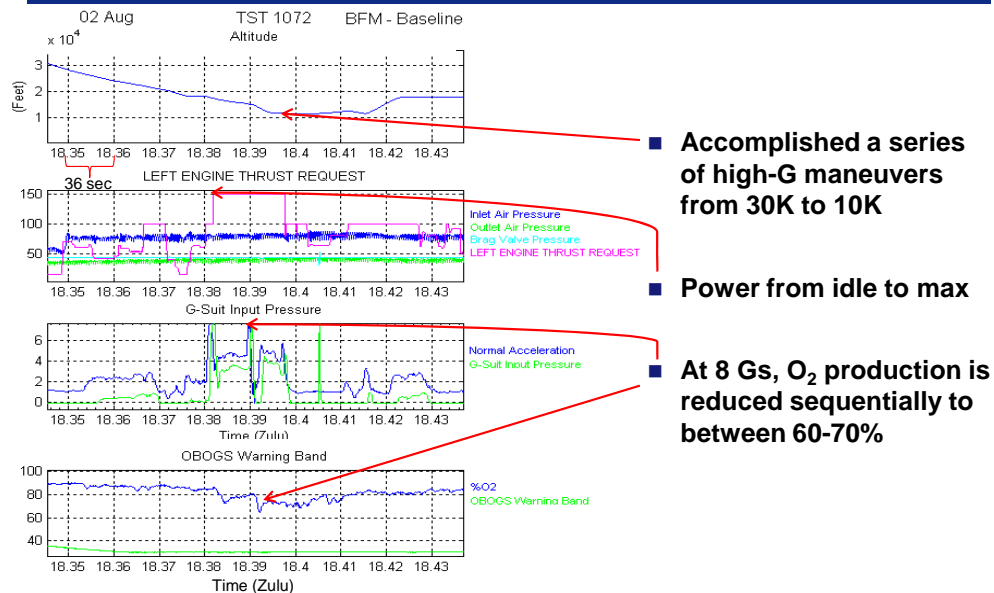 02 Aug TST 1072 BFM - Baseline
x 10^4 Altitude
(Feet)
3
2
1
18.35 18.36 18.37 18.38 18.39 18.4 18.41 18.42 18.43
36 sec
LEFT ENGINE THRUST REQUEST
150
100
50
Inlet Air Pressure
Outlet Air Pressure
Brag Valve Pressure
LEFT ENGINE THRUST REQUEST
18.35 18.36 18.37 18.38 18.39 18.4 18.41 18.42 18.43
G-Suit Input Pressure
6
4
2
0
Normal Acceleration
G-Suit Input Pressure
18.35 18.36 18.37 18.38 18.39 18.4 18.41 18.42 18.43
Time (Zulu)
OBOGS Warning Band
100
80
60
40
%O2
OBOGS Warning Band
18.35 18.36 18.37 18.38 18.39 18.4 18.41 18.42 18.43
Time (Zulu)
■ Accomplished a series
of high-G maneuvers
from 30K to 10K
■ Power from idle to max
■ At 8 Gs, O₂ production is
reduced sequentially to
between 60-70%